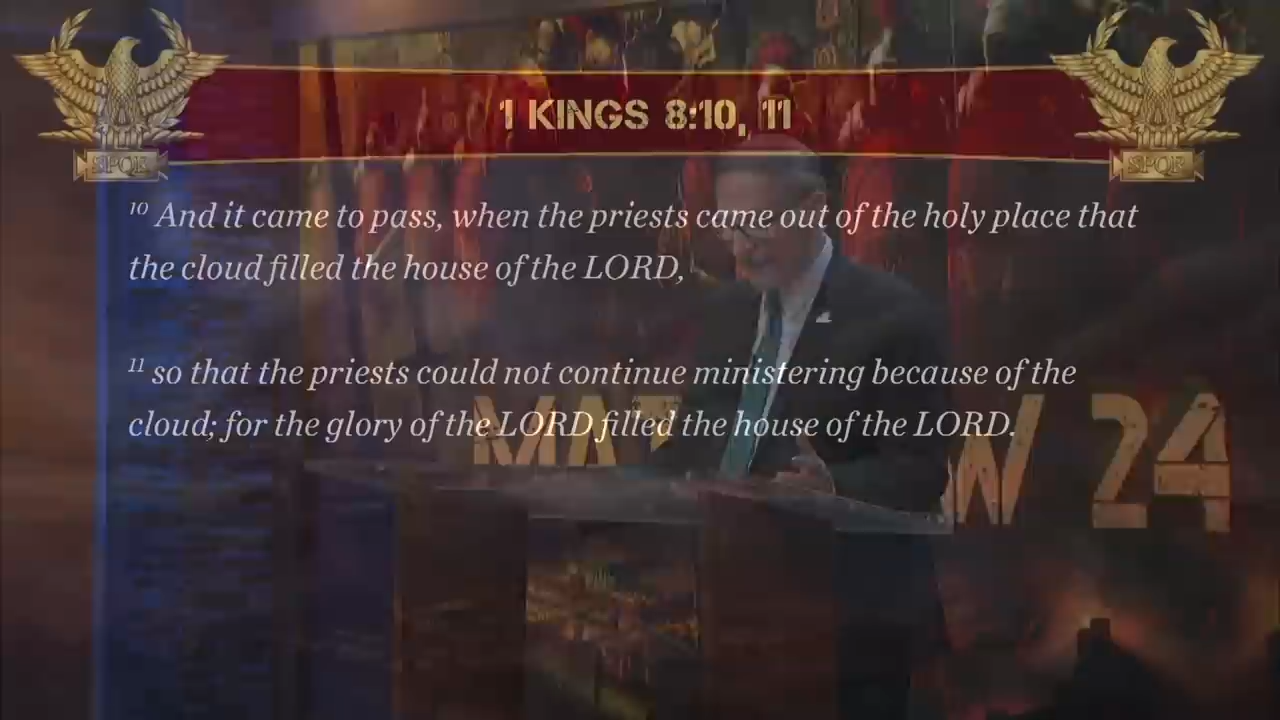 1 KINGS 8:10, 11
SPQR SPQR
10 And it came to pass, when the priests came out of the holy place that
the cloud filled the house of the LORD,
11 so that the priests could not continue ministering because of the
cloud; for the glory of the LORD filled the house of the LORD.
MAT W 24